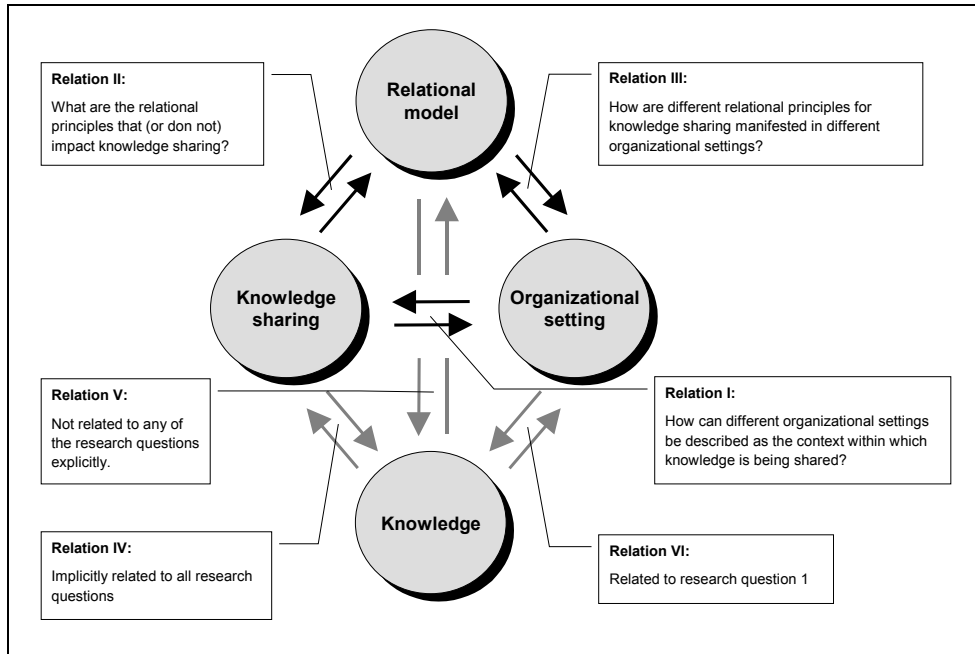 Relational
model
Relation II:
What are the relational
principles that (or don not)
impact knowledge sharing?
Relation III:
How are different relational principles for
knowledge sharing manifested in different
organizational settings?
Knowledge
sharing
Organizational
setting
Relation V:
Not related to any of
the research questions
explicitly.
Relation I:
How can different organizational settings
be described as the context within which
knowledge is being shared?
Knowledge
Relation IV:
Implicitly related to all research
questions
Relation VI:
Related to research question 1